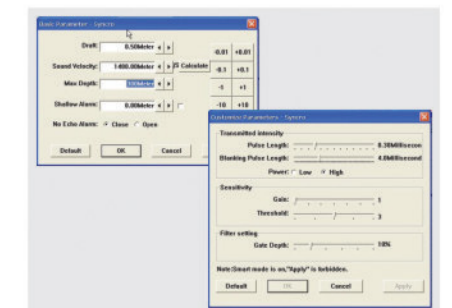 Basic Parameter - Syncro
Draft: 0.50Meter
-0.01 +0.01
Sound Velocity: 1400.00Meter S Calculate
-0.1 +0.1
Max Depth:
-1 +1
Shallow Alarm: 0.00Meter
-10 +10
No Echo Alarm: Close Open
Default OK Cancel
Customize Parameters - Syncro
Transmitted intensity
Pulse Length: 0.30Millisecon
Blanking Pulse Length: 4.0Millisecond
Power: Low High
Sensitivity
Gain: 1
Threshold: 3
Filter setting
Gate Depth: 10%
Note:Smart mode is on,"Apply" is forbidden.
Default OK Cancel Apply